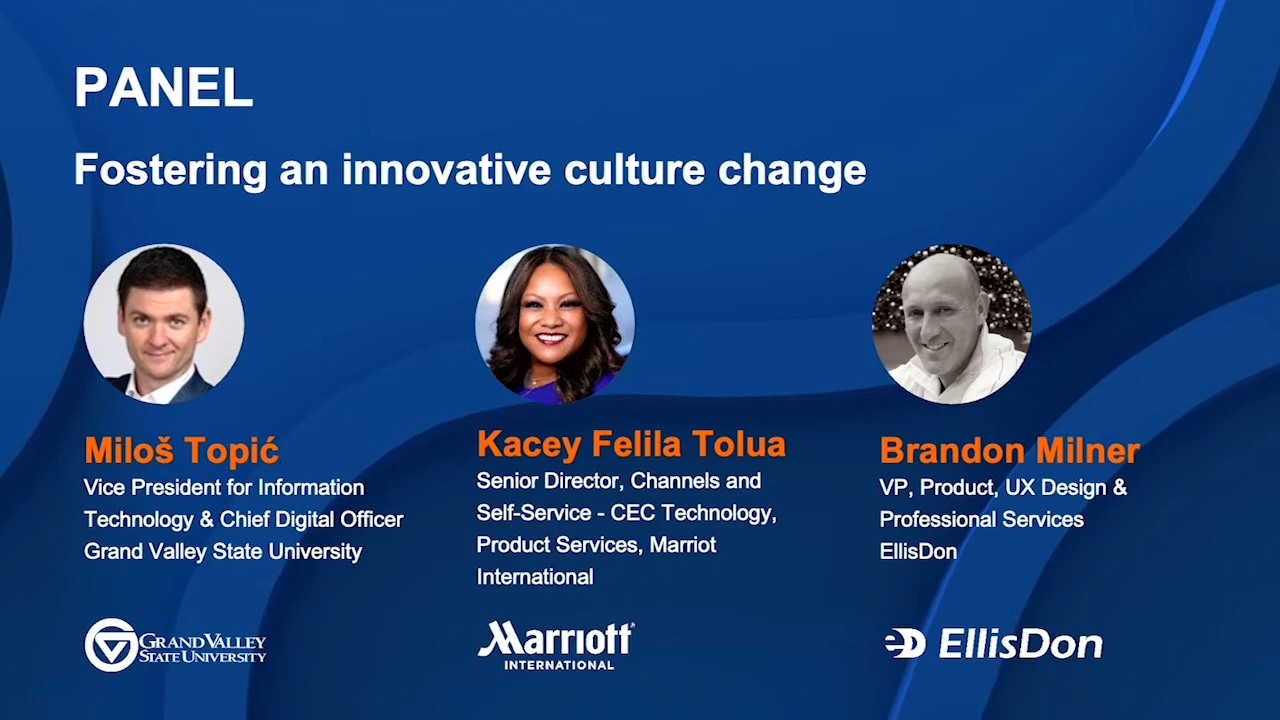 PANEL
Fostering an innovative culture change
Miloš Topić
Vice President for Information
Technology & Chief Digital Officer
Grand Valley State University
GRAND VALLEY
STATE UNIVERSITY
Kacey Felila Tolua
Senior Director, Channels and
Self-Service - CEC Technology,
Product Services, Marriot
International
Marriott
INTERNATIONAL
Brandon Milner
VP, Product, UX Design &
Professional Services
EllisDon
EllisDon